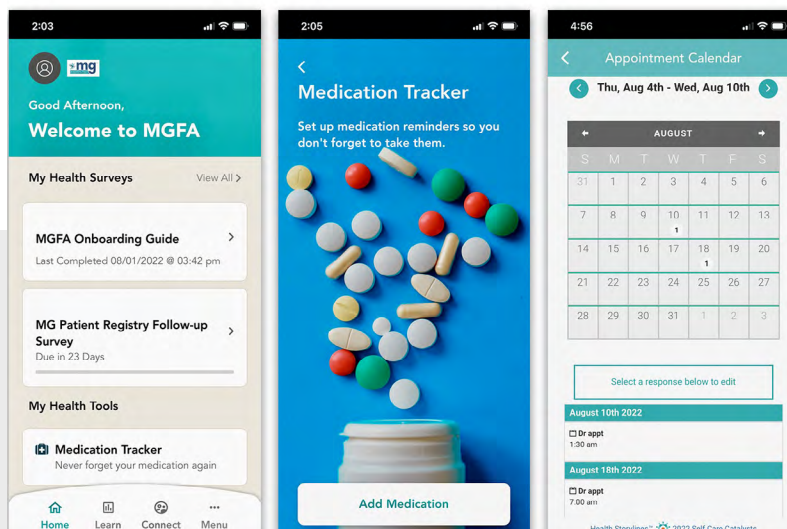 2:03
mg
Good Afternoon,
Welcome to MGFA
My Health Surveys
View All >
MGFA Onboarding Guide
Last Completed 08/01/2022 @ 03:42 pm
MG Patient Registry Follow-up
Survey
Due in 23 Days
My Health Tools
Medication Tracker
Never forget your medication again
Home Learn Connect Menu
2:05
Medication Tracker
Set up medication reminders so you
don't forget to take them.
Add Medication
4:56
Appointment Calendar
Thu, Aug 4th - Wed, Aug 10th
AUGUST
S M T W T F S
31 1 2 3 4 5 6
7 8 9 10 11 12 13
1
14 15 16 17 18 19 20
1
21 22 23 24 25 26 27
28 29 30 31 1 2 3
Select a response below to edit
August 10th 2022
Dr appt
1:30 am
August 18th 2022
Dr appt
7:00 am
Health Storylines™ 2022 Self Care Catalysts